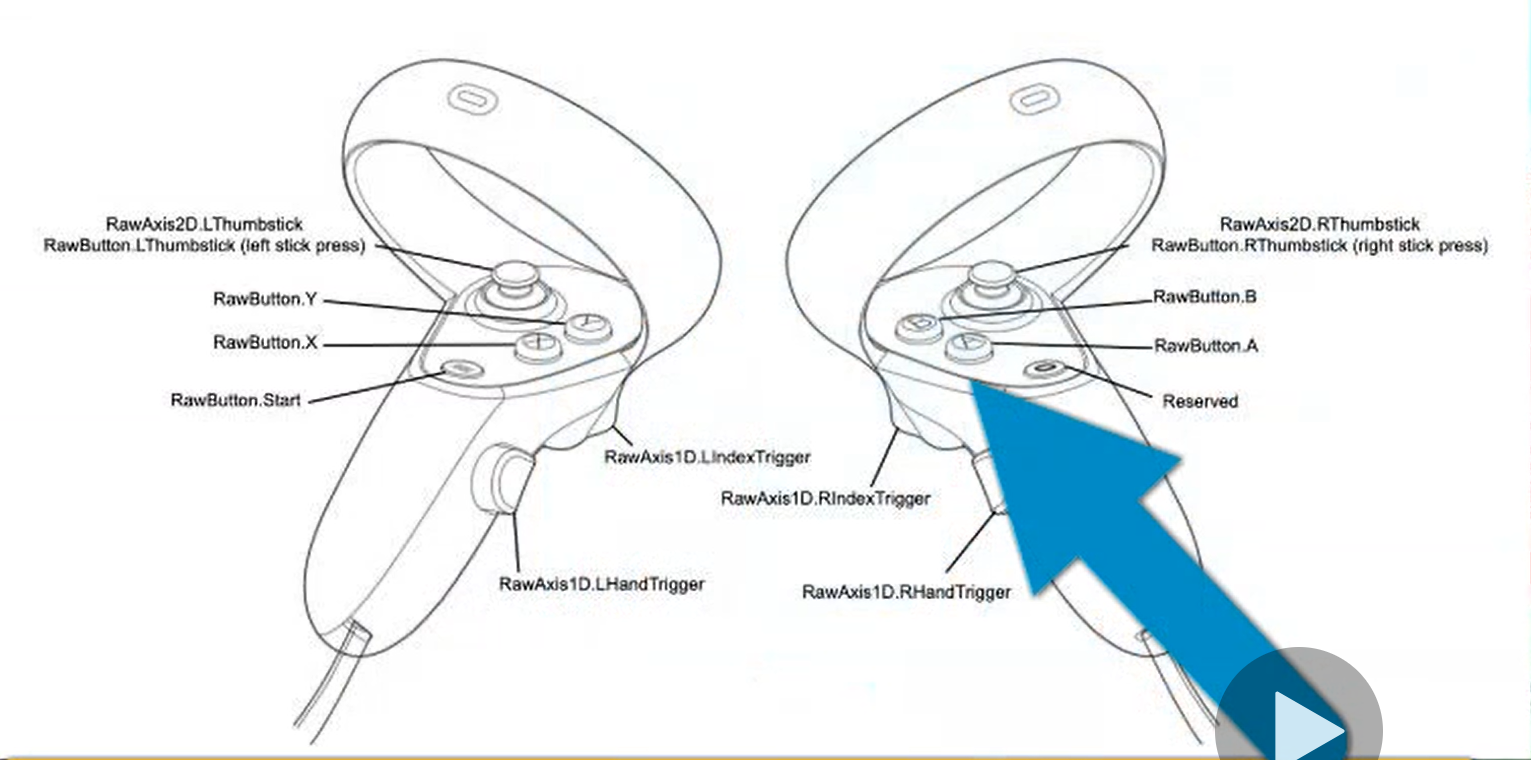 RawAxis2D.LThumbstick
RawButton.LThumbstick (left stick press)
RawButton.Y
RawButton.X
RawButton.Start
RawAxis1D.LIndexTrigger
RawAxis1D.LHandTrigger
RawAxis2D.RThumbstick
RawButton.RThumbstick (right stick press)
RawButton.B
RawButton.A
Reserved
RawAxis1D.RIndexTrigger
RawAxis1D.RHandTrigger